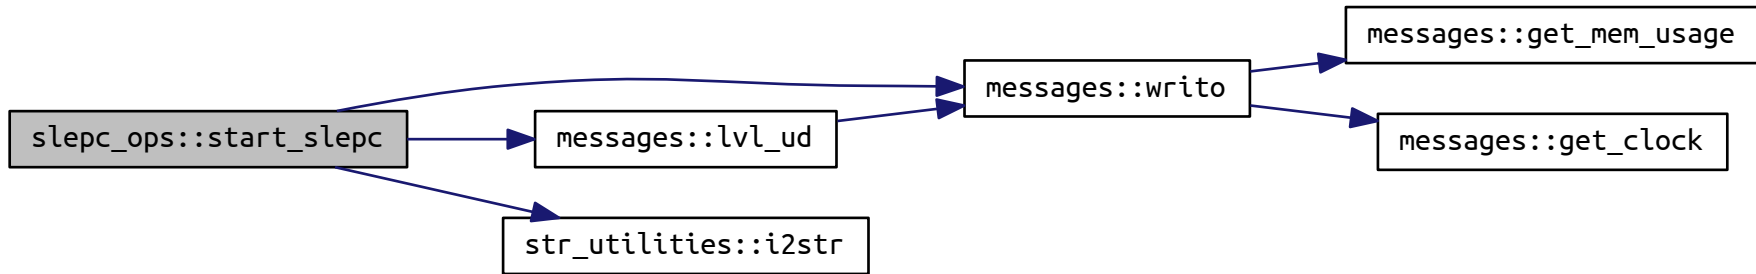 slepc_ops::start_slepc
messages::lvl_ud
str_utilities::i2str
messages::writo
messages::get_mem_usage
messages::get_clock